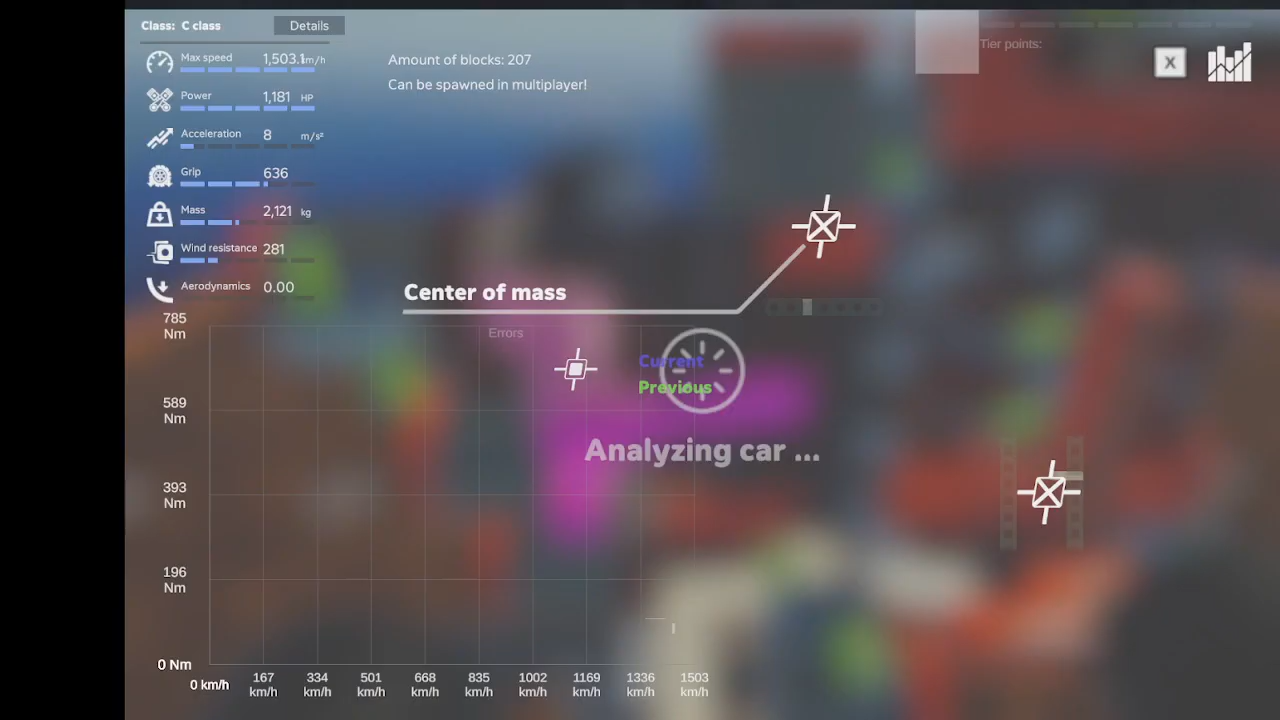 Class: C class
Details
Max speed 1,503.1 km/h
Power 1,181 HP
Acceleration 8 m/s²
Grip 636
Mass 2,121 kg
Wind resistance 281
Aerodynamics 0.00
Amount of blocks: 207
Can be spawned in multiplayer!
Tier points:
X
Center of mass
Errors
Current
Previous
Analyzing car ...
785 Nm
589 Nm
393 Nm
196 Nm
0 Nm
0 km/h 167 km/h 334 km/h 501 km/h 668 km/h 835 km/h 1002 km/h 1169 km/h 1336 km/h 1503 km/h